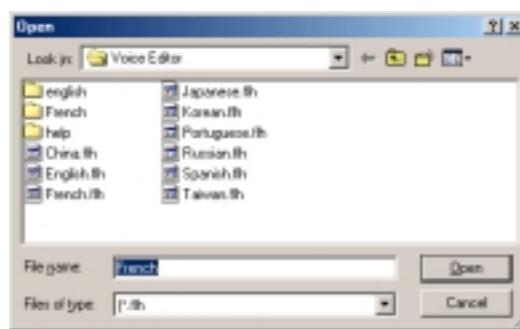 Open
Look in: Voice Editor
english
French
help
China.flh
English.flh
French.flh
Japanese.flh
Korean.flh
Portuguese.flh
Russian.flh
Spanish.flh
Taiwan.flh
File name: French
Open
Files of type: (*.flh
Cancel